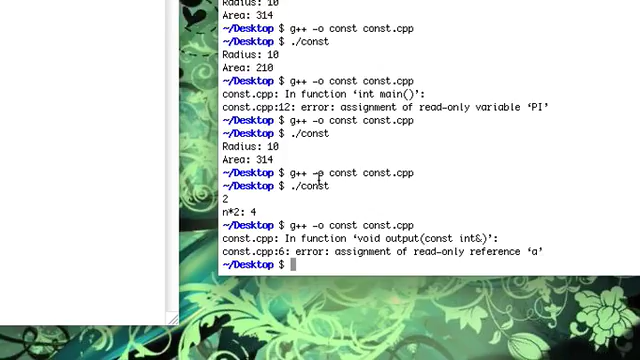 Radius: 10
Area: 314
~/Desktop $ g++ -o const const.cpp
~/Desktop $ ./const
Radius: 10
Area: 210
~/Desktop $ g++ -o const const.cpp
const.cpp: In function ‘int main()’:
const.cpp:12: error: assignment of read-only variable ‘PI’
~/Desktop $ g++ -o const const.cpp
~/Desktop $ ./const
Radius: 10
Area: 314
~/Desktop $ g++ -o const const.cpp
~/Desktop $ ./const
2
n*2: 4
~/Desktop $ g++ -o const const.cpp
const.cpp: In function ‘void output(const int&)’:
const.cpp:6: error: assignment of read-only reference ‘a’
~/Desktop $